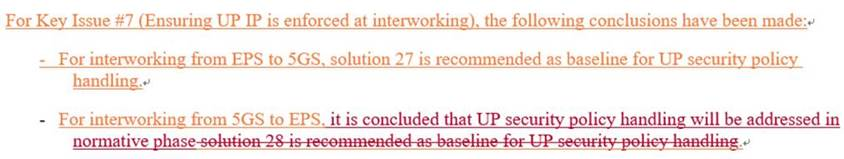 For Key Issue #7 (Ensuring UP IP is enforced at interworking), the following conclusions have been made:
- For interworking from EPS to 5GS, solution 27 is recommended as baseline for UP security policy
handling.
- For interworking from 5GS to EPS, it is concluded that UP security policy handling will be addressed in
normative phase solution 28 is recommended as baseline for UP security policy handling.